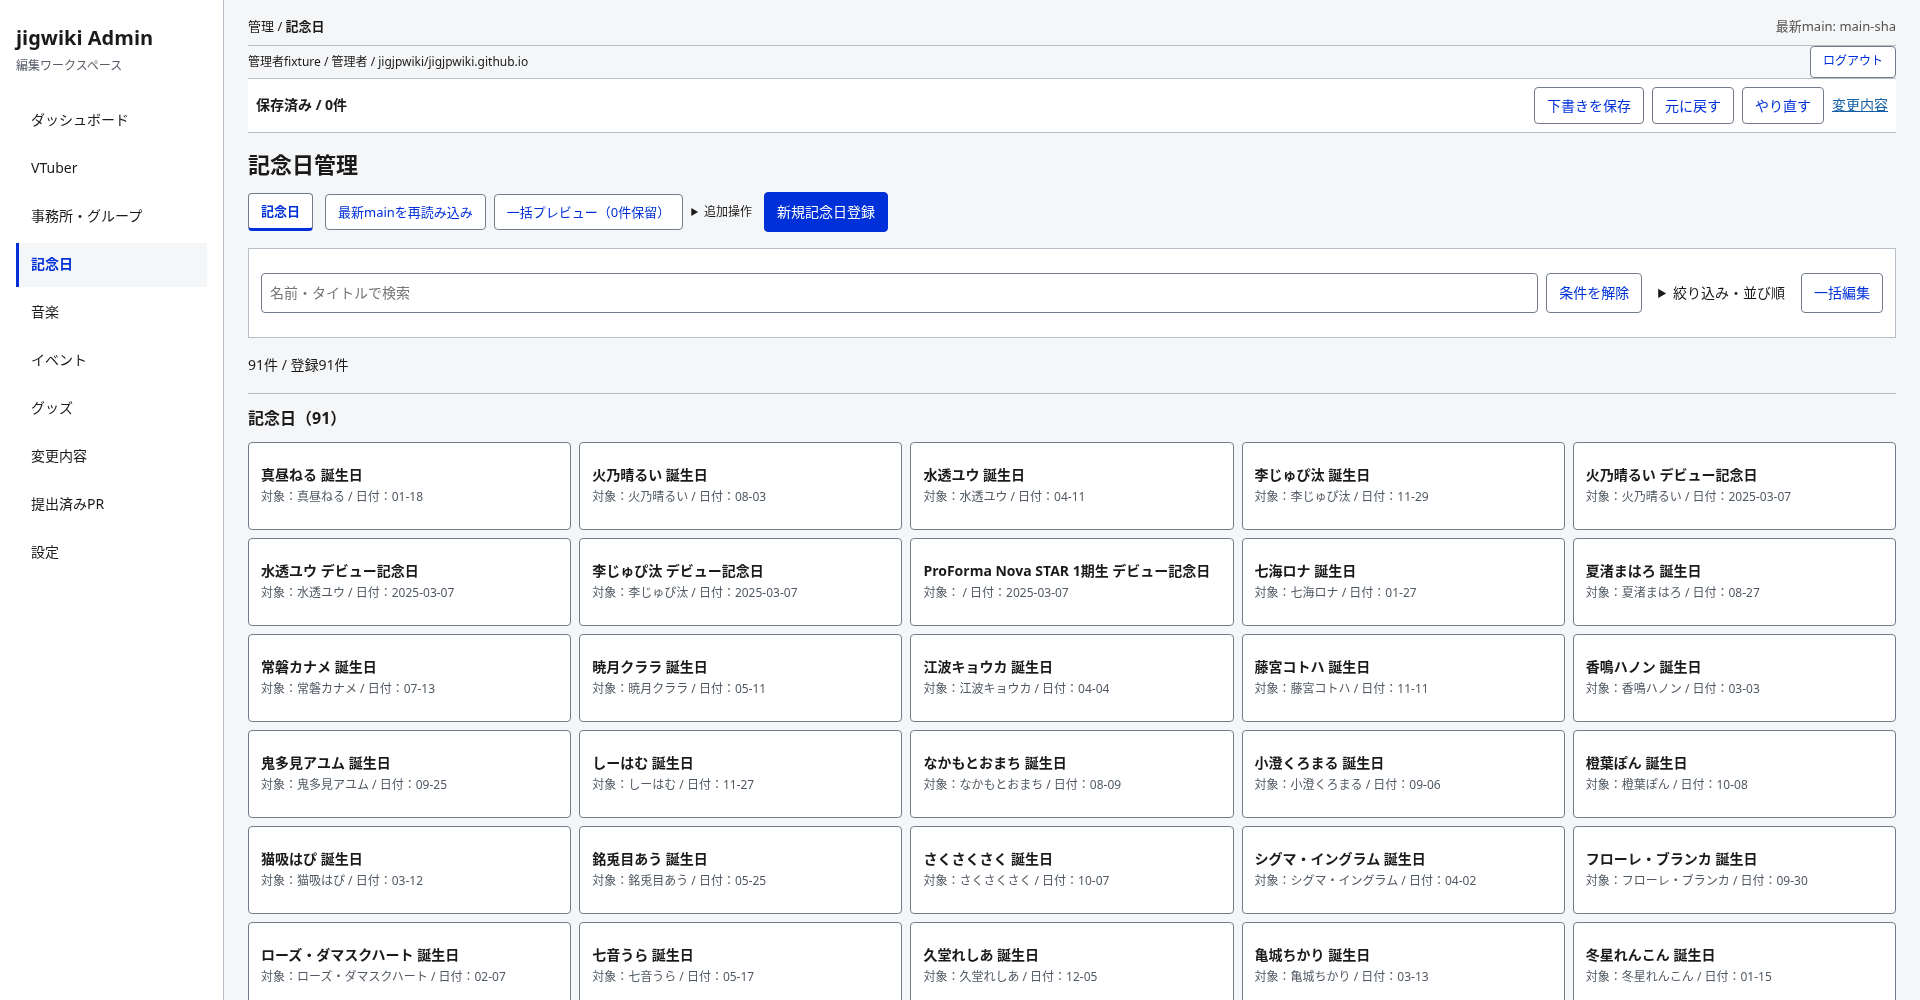 jigwiki Admin
編集ワークスペース
ダッシュボード
VTuber
事務所・グループ
記念日
音楽
イベント
グッズ
変更内容
提出済みPR
設定
管理 / 記念日
最新main: main-sha
管理者fixture / 管理者 / jigjpwiki/jigjpwiki.github.io
ログアウト
保存済み / 0件
下書きを保存
元に戻す
やり直す
変更内容
記念日管理
記念日
最新mainを再読み込み
一括プレビュー（0件保留）
▶ 追加操作
新規記念日登録
名前・タイトルで検索
条件を解除
▶ 絞り込み・並び順
一括編集
91件 / 登録91件
記念日（91）
真昼ねる 誕生日
対象：真昼ねる / 日付：01-18
火乃晴るい 誕生日
対象：火乃晴るい / 日付：08-03
水透ユウ 誕生日
対象：水透ユウ / 日付：04-11
李じゅぴ汰 誕生日
対象：李じゅぴ汰 / 日付：11-29
火乃晴るい デビュー記念日
対象：火乃晴るい / 日付：2025-03-07
水透ユウ デビュー記念日
対象：水透ユウ / 日付：2025-03-07
李じゅぴ汰 デビュー記念日
対象：李じゅぴ汰 / 日付：2025-03-07
ProForma Nova STAR 1期生 デビュー記念日
対象： / 日付：2025-03-07
七海ロナ 誕生日
対象：七海ロナ / 日付：01-27
夏渚まはろ 誕生日
対象：夏渚まはろ / 日付：08-27
常磐カナメ 誕生日
対象：常磐カナメ / 日付：07-13
暁月クララ 誕生日
対象：暁月クララ / 日付：05-11
江波キョウカ 誕生日
対象：江波キョウカ / 日付：04-04
藤宮コトハ 誕生日
対象：藤宮コトハ / 日付：11-11
香鳴ハノン 誕生日
対象：香鳴ハノン / 日付：03-03
鬼多見アユム 誕生日
対象：鬼多見アユム / 日付：09-25
しーはむ 誕生日
対象：しーはむ / 日付：11-27
なかもとおまち 誕生日
対象：なかもとおまち / 日付：08-09
小澄くろまる 誕生日
対象：小澄くろまる / 日付：09-06
橙葉ぽん 誕生日
対象：橙葉ぽん / 日付：10-08
猫吸はぴ 誕生日
対象：猫吸はぴ / 日付：03-12
銘兎目あう 誕生日
対象：銘兎目あう / 日付：05-25
さくさくさく 誕生日
対象：さくさくさく / 日付：10-07
シグマ・イングラム 誕生日
対象：シグマ・イングラム / 日付：04-02
フローレ・ブランカ 誕生日
対象：フローレ・ブランカ / 日付：09-30
ローズ・ダマスクハート 誕生日
対象：ローズ・ダマスクハート / 日付：02-07
七音うら 誕生日
対象：七音うら / 日付：05-17
久堂れしあ 誕生日
対象：久堂れしあ / 日付：12-05
亀城ちかり 誕生日
対象：亀城ちかり / 日付：03-13
冬星れんこん 誕生日
対象：冬星れんこん / 日付：01-15